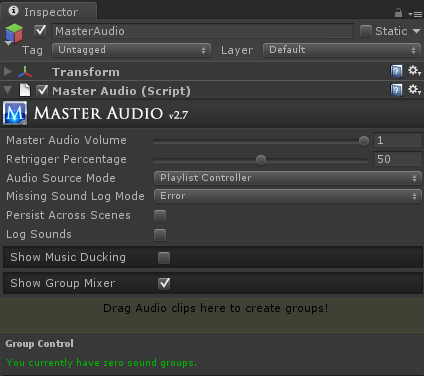 Inspector
MasterAudio Static
Tag Untagged Layer Default
Transform
Master Audio (Script)
M MASTER AUDIO V2.7
Master Audio Volume 1
Retrigger Percentage 50
Audio Source Mode Playlist Controller
Missing Sound Log Mode Error
Persist Across Scenes
Log Sounds
Show Music Ducking
Show Group Mixer
Drag Audio clips here to create groups!
Group Control
You currently have zero sound groups.